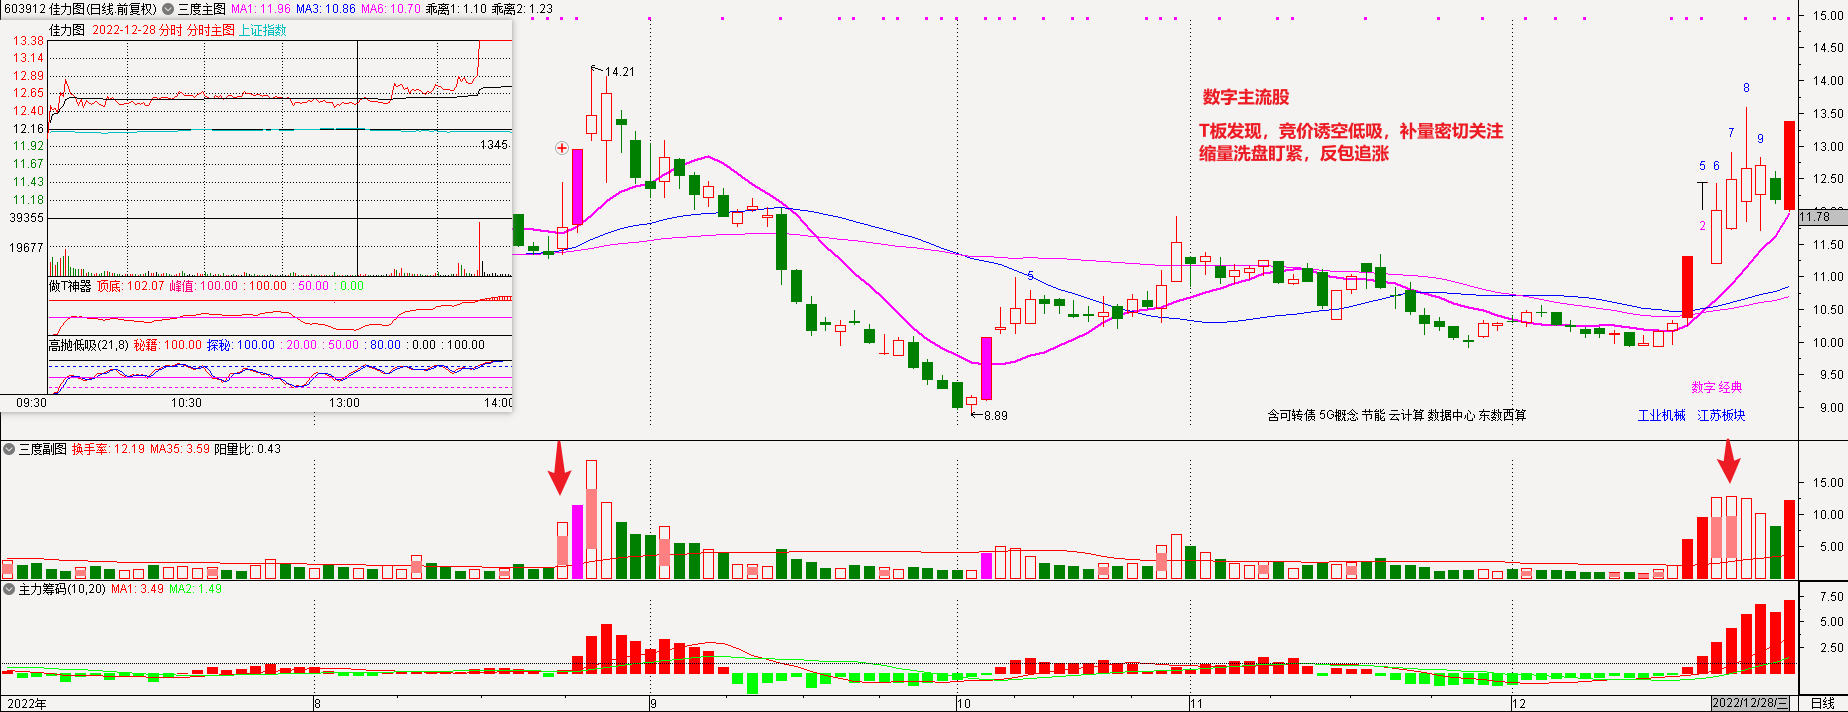 603912 佳力图(日线.前复权) 三度主图 MA1: 11.96 MA3: 10.86 MA6: 10.70 乖离1: 1.10 乖离2: 1.23
佳力图 2022-12-28 分时 分时主图 上证指数
13.38
13.14
12.89
12.65
12.40
12.16
11.92
11.67
11.43
11.18
39355
19677
1345
做T神器 顶底: 102.07 峰值: 100.00 : 100.00 : 50.00 : 0.00
高抛低吸(21,8) 秘籍: 100.00 探秘: 100.00 : 20.00 : 50.00 : 80.00 : 0.00 : 100.00
09:30 10:30 13:00 14:00
14.21
8.89
5
数字主流股
T板发现，竞价诱空低吸，补量密切关注
缩量洗盘盯紧，反包追涨
8
7
9
5 6
2
数字 经典
含可转债 5G概念 节能 云计算 数据中心 东数西算
工业机械 江苏板块
15.00
14.50
14.00
13.50
13.00
12.50
11.78
11.50
11.00
10.50
10.00
9.50
9.00
三度副图 换手率: 12.19 MA35: 3.59 阳量比: 0.43
15.00
10.00
5.00
主力筹码(10,20) MA1: 3.49 MA2: 1.49
7.50
5.00
2.50
2022年 8 9 10 11 12 2022/12/28/三 日线